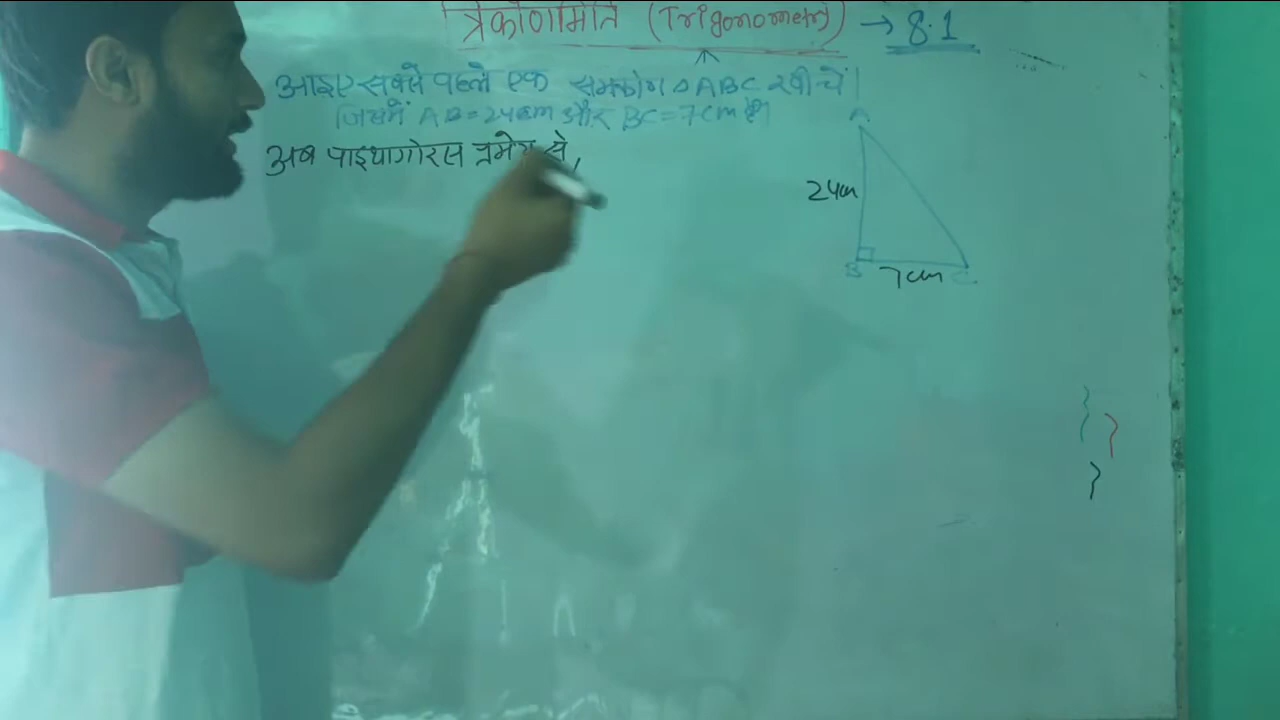 त्रिकोणमिति (Trigonometry) → 8.1
आइए सबसे पहले एक समकोण △ABC खींचें।
जिसमें AB=24cm और BC=7cm है।
अब पाइथागोरस प्रमेय से,
A
24cm
B 7cm C